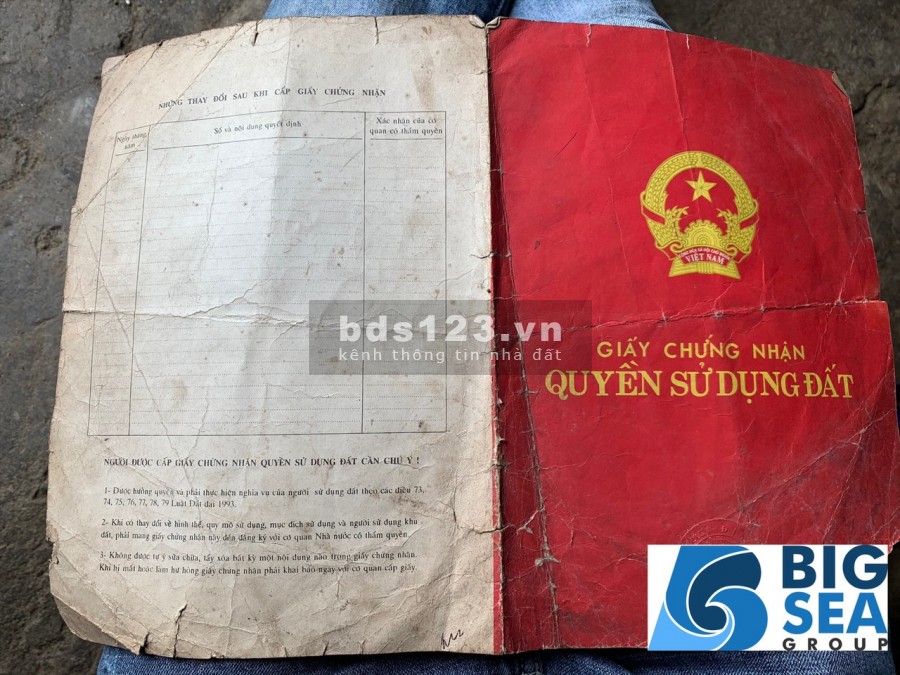 NHỮNG THAY ĐỔI SAU KHI CẤP GIẤY CHỨNG NHẬN
Ngày tháng năm
Số và nội dung quyết định
Xác nhận của cơ quan có thẩm quyền
NGƯỜI ĐƯỢC CẤP GIẤY CHỨNG NHẬN QUYỀN SỬ DỤNG ĐẤT CẦN CHÚ Ý !
1- Được hưởng quyền và phải thực hiện nghĩa vụ của người sử dụng đất theo các điều 73,
74, 75, 76, 77, 78, 79 Luật Đất đai 1993.
2- Khi có thay đổi về hình thể, quy mô sử dụng, mục đích sử dụng và người sử dụng khu
đất, phải mang giấy chứng nhận này đến đăng ký với cơ quan Nhà nước có thẩm quyền.
3- Không được tự ý sửa chữa, tẩy xóa bất kỳ một nội dung nào trong giấy chứng nhận.
Khi bị mất hoặc làm hư hỏng giấy chứng nhận phải khai báo ngay với cơ quan cấp giấy.
VIỆT NAM
GIẤY CHỨNG NHẬN
QUYỀN SỬ DỤNG ĐẤT
bds123.vn
kênh thông tin nhà đất
BIG
SEA
GROUP